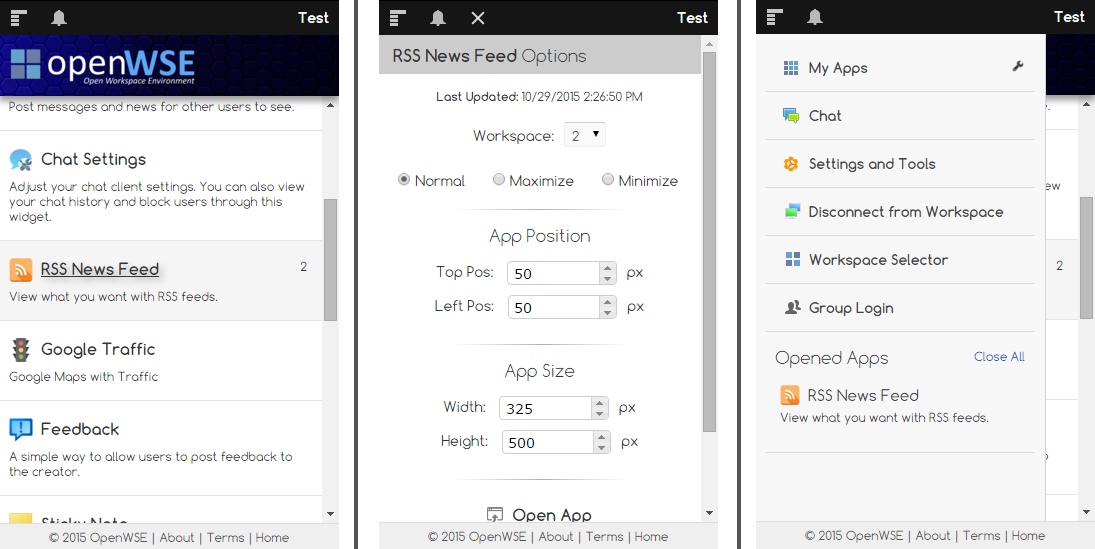 Test
openWSE
Open Workspace Environment
Post messages and news for other users to see.
Chat Settings
Adjust your chat client settings. You can also view
your chat history and block users through this
widget.
RSS News Feed 2
View what you want with RSS feeds.
Google Traffic
Google Maps with Traffic
Feedback
A simple way to allow users to post feedback to
the creator.
Sticky Note
© 2015 OpenWSE | About | Terms | Home
Test
RSS News Feed Options
Last Updated: 10/29/2015 2:26:50 PM
Workspace: 2
Normal Maximize Minimize
App Position
Top Pos: 50 px
Left Pos: 50 px
App Size
Width: 325 px
Height: 500 px
Open App
© 2015 OpenWSE | About | Terms | Home
Test
My Apps
Chat
Settings and Tools
Disconnect from Workspace
Workspace Selector
2
Group Login
Opened Apps Close All
RSS News Feed
View what you want with RSS feeds.
© 2015 OpenWSE | About | Terms | Home